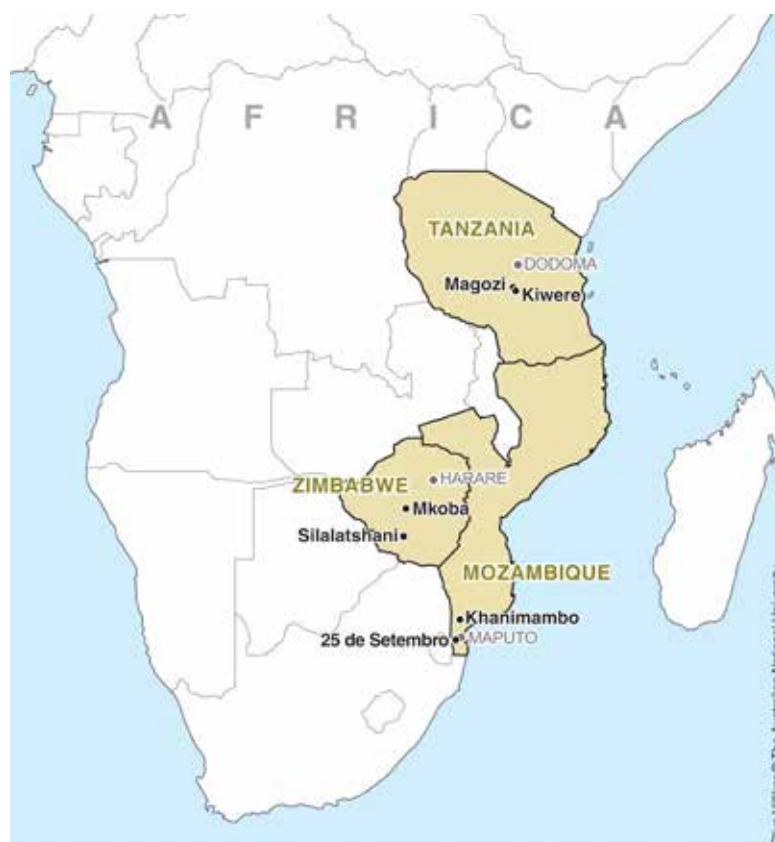 A F R I C A
TANZANIA
DODOMA
Magozi
Kiwere
ZIMBABWE
HARARE
Mkoba
Silalatshani
MOZAMBIQUE
Khanimambo
25 de Setembro
MAPUTO